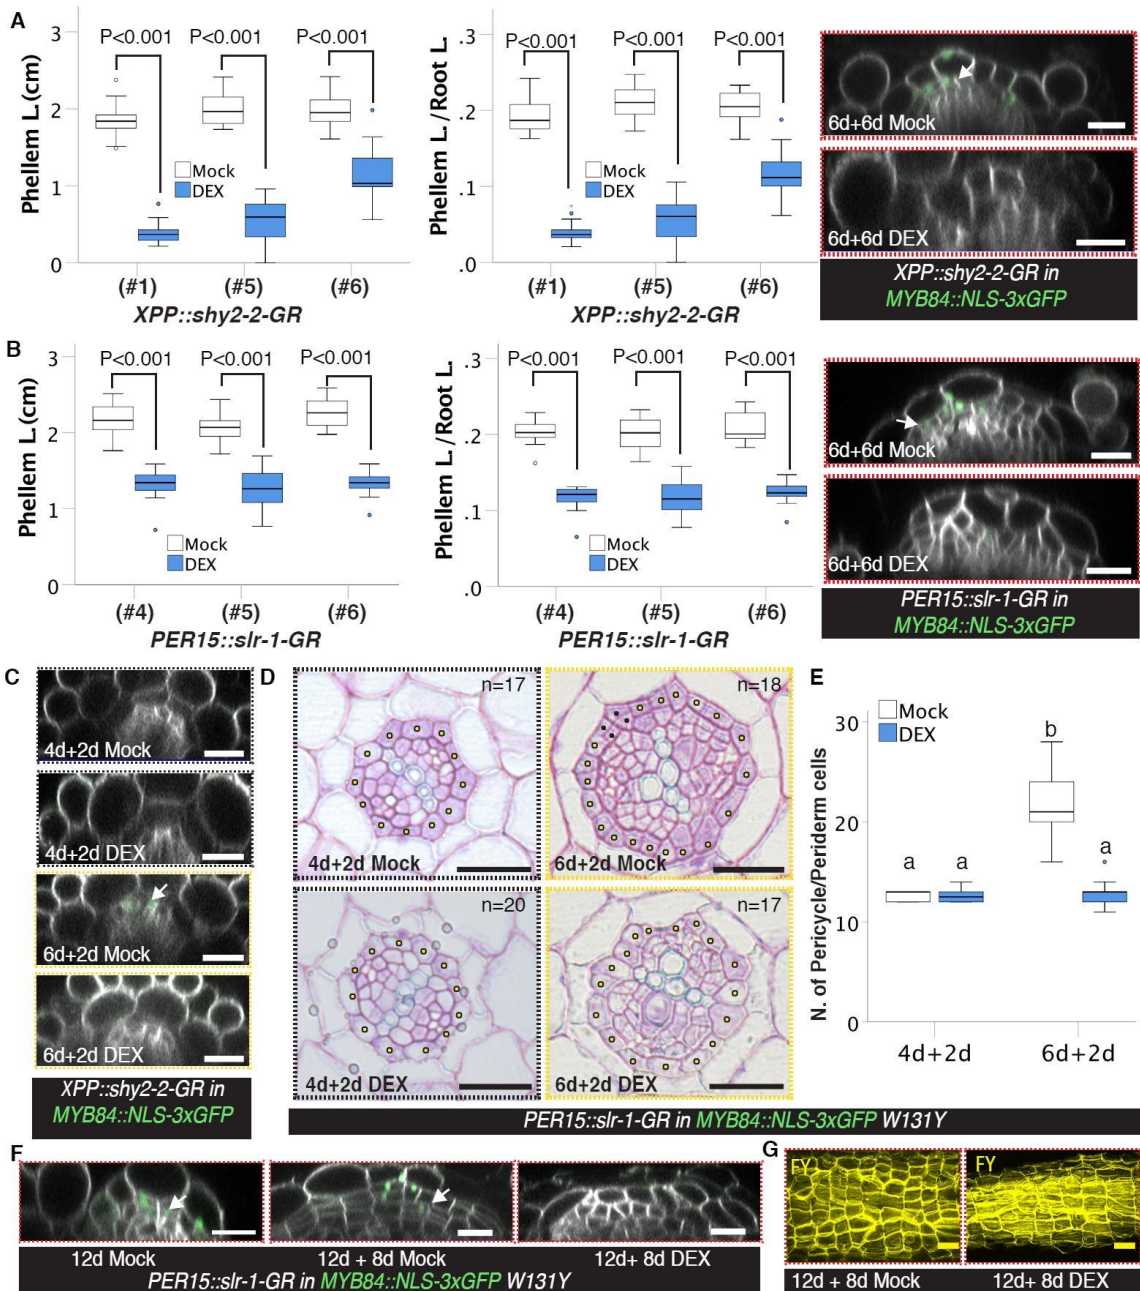 A
Phellem L.(cm)
3
2
1
0
P<0.001
P<0.001
P<0.001
Mock
DEX
(#1)
(#5)
(#6)
XPP::shy2-2-GR
Phellem L./Root L.
.3
.2
.1
.0
P<0.001
P<0.001
P<0.001
Mock
DEX
(#1)
(#5)
(#6)
XPP::shy2-2-GR
6d+6d Mock
6d+6d DEX
XPP::shy2-2-GR in
MYB84::NLS-3xGFP
B
Phellem L.(cm)
3
2
1
0
P<0.001
P<0.001
P<0.001
Mock
DEX
(#4)
(#5)
(#6)
PER15::slr-1-GR
Phellem L./Root L.
.3
.2
.1
.0
P<0.001
P<0.001
P<0.001
Mock
DEX
(#4)
(#5)
(#6)
PER15::slr-1-GR
6d+6d Mock
6d+6d DEX
PER15::slr-1-GR in
MYB84::NLS-3xGFP
C
4d+2d Mock
4d+2d DEX
6d+2d Mock
6d+2d DEX
XPP::shy2-2-GR in
MYB84::NLS-3xGFP
D
n=17
4d+2d Mock
n=18
6d+2d Mock
n=20
4d+2d DEX
n=17
6d+2d DEX
PER15::slr-1-GR in MYB84::NLS-3xGFP W131Y
E
N. of Pericycle/Periderm cells
30
20
10
0
Mock
DEX
a
a
b
a
4d+2d
6d+2d
F
12d Mock
12d + 8d Mock
12d+ 8d DEX
PER15::slr-1-GR in MYB84::NLS-3xGFP W131Y
G
FY
FY
12d + 8d Mock
12d+ 8d DEX